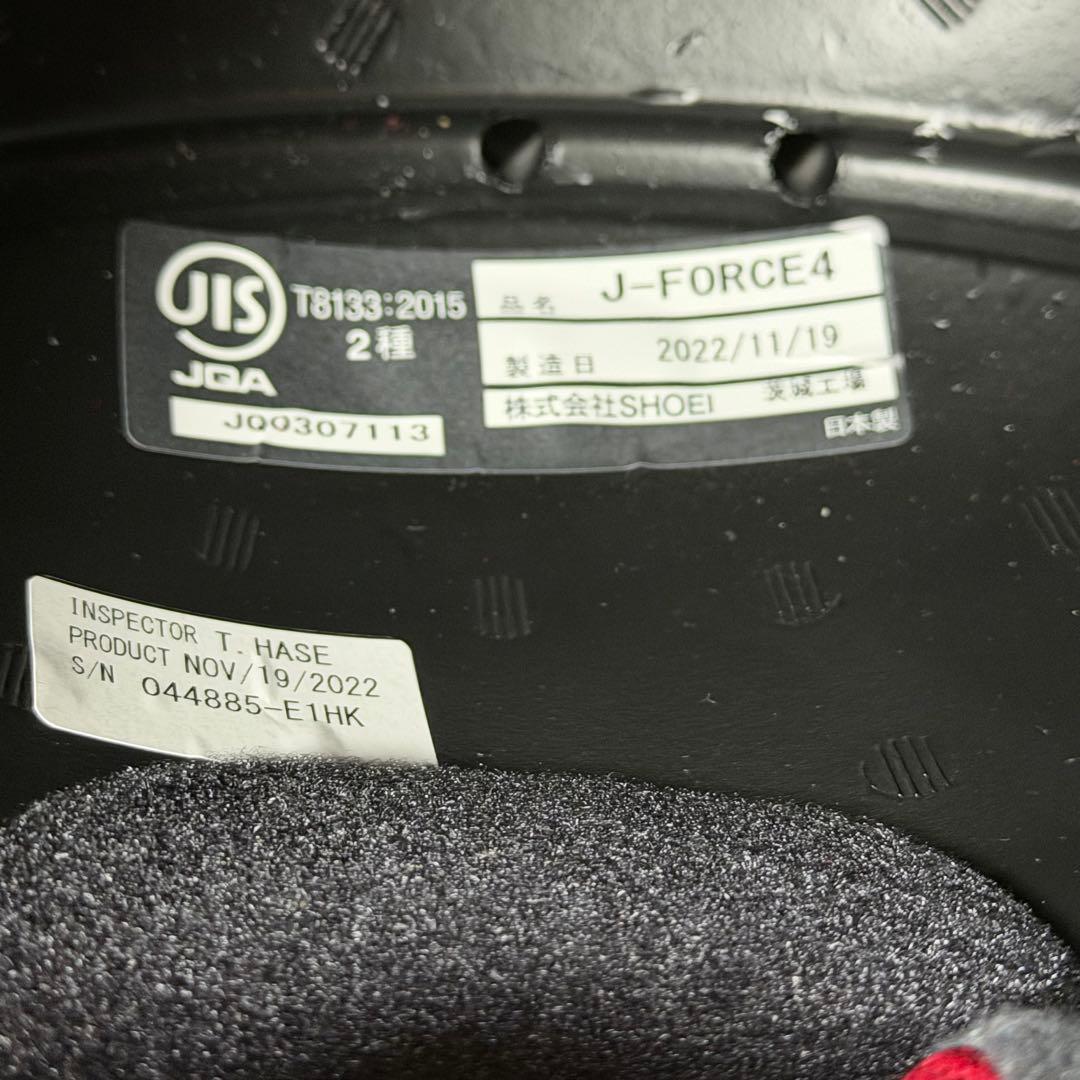 JIS
T8133:2015
2種
JQA
JQ0307113
品名 J-FORCE4
製造日 2022/11/19
株式会社SHOEI 茨城工場
日本製
INSPECTOR T. HASE
PRODUCT NOV/19/2022
S/N 044885-E1HK